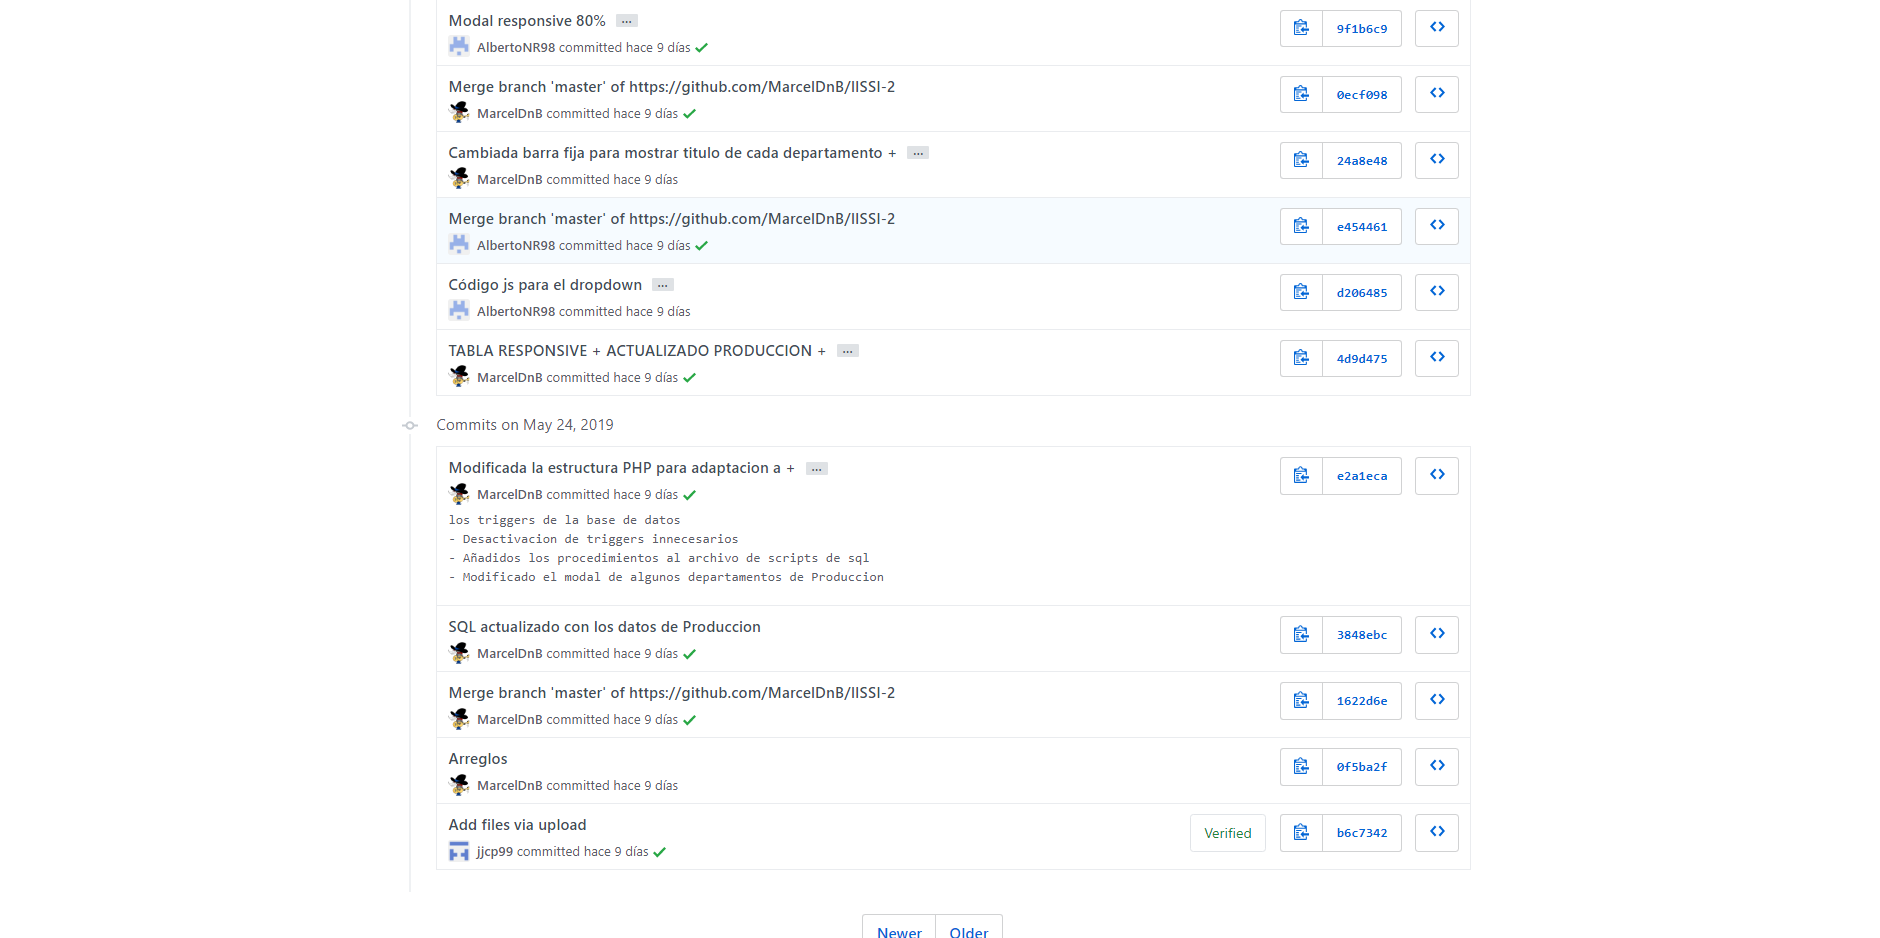 Modal responsive 80% …
AlbertoNR98 committed hace 9 días
9f1b6c9
Merge branch 'master' of https://github.com/MarcelDnB/IISSI-2
MarcelDnB committed hace 9 días
0ecf098
Cambiada barra fija para mostrar titulo de cada departamento + …
MarcelDnB committed hace 9 días
24a8e48
Merge branch 'master' of https://github.com/MarcelDnB/IISSI-2
AlbertoNR98 committed hace 9 días
e454461
Código js para el dropdown …
AlbertoNR98 committed hace 9 días
d206485
TABLA RESPONSIVE + ACTUALIZADO PRODUCCION + …
MarcelDnB committed hace 9 días
4d9d475
Commits on May 24, 2019
Modificada la estructura PHP para adaptacion a + …
MarcelDnB committed hace 9 días
e2a1eca
los triggers de la base de datos
- Desactivacion de triggers innecesarios
- Añadidos los procedimientos al archivo de scripts de sql
- Modificado el modal de algunos departamentos de Produccion
SQL actualizado con los datos de Produccion
MarcelDnB committed hace 9 días
3848ebc
Merge branch 'master' of https://github.com/MarcelDnB/IISSI-2
MarcelDnB committed hace 9 días
1622d6e
Arreglos
MarcelDnB committed hace 9 días
0f5ba2f
Add files via upload
jjcp99 committed hace 9 días
Verified
b6c7342
Newer Older